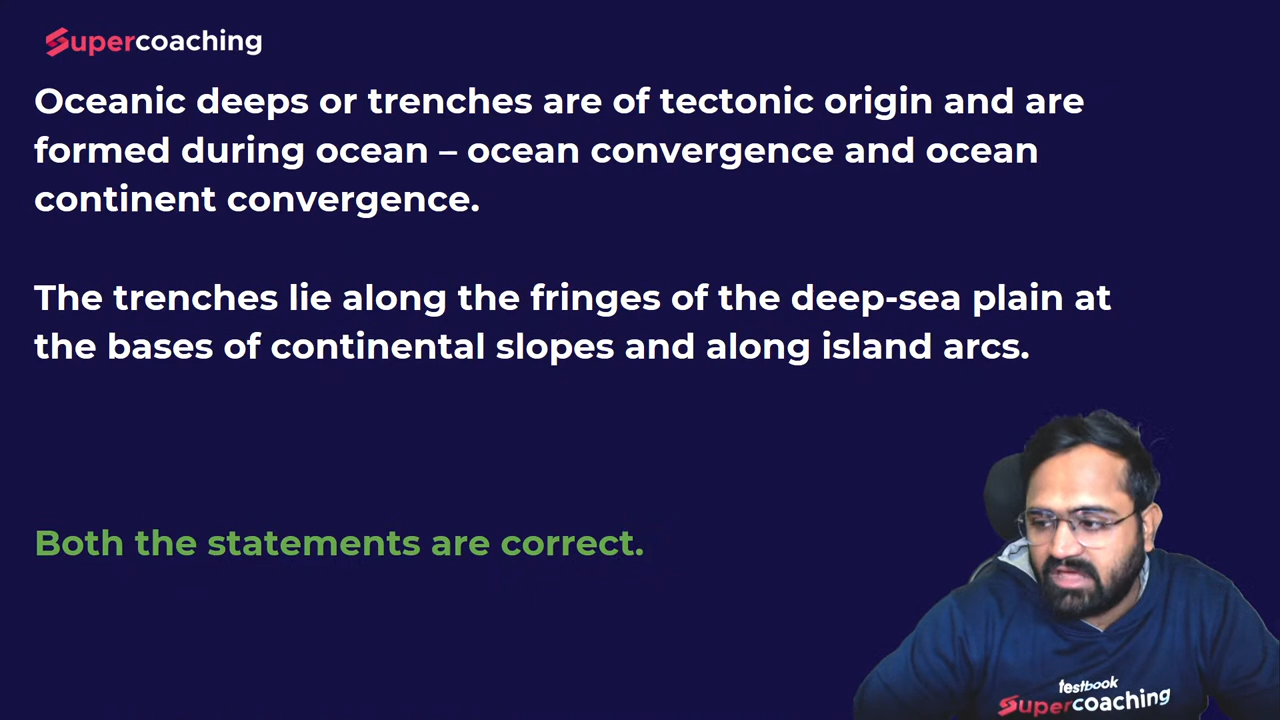 Supercoaching
Oceanic deeps or trenches are of tectonic origin and are
formed during ocean – ocean convergence and ocean
continent convergence.
The trenches lie along the fringes of the deep-sea plain at
the bases of continental slopes and along island arcs.
Both the statements are correct.
testbook
Supercoaching